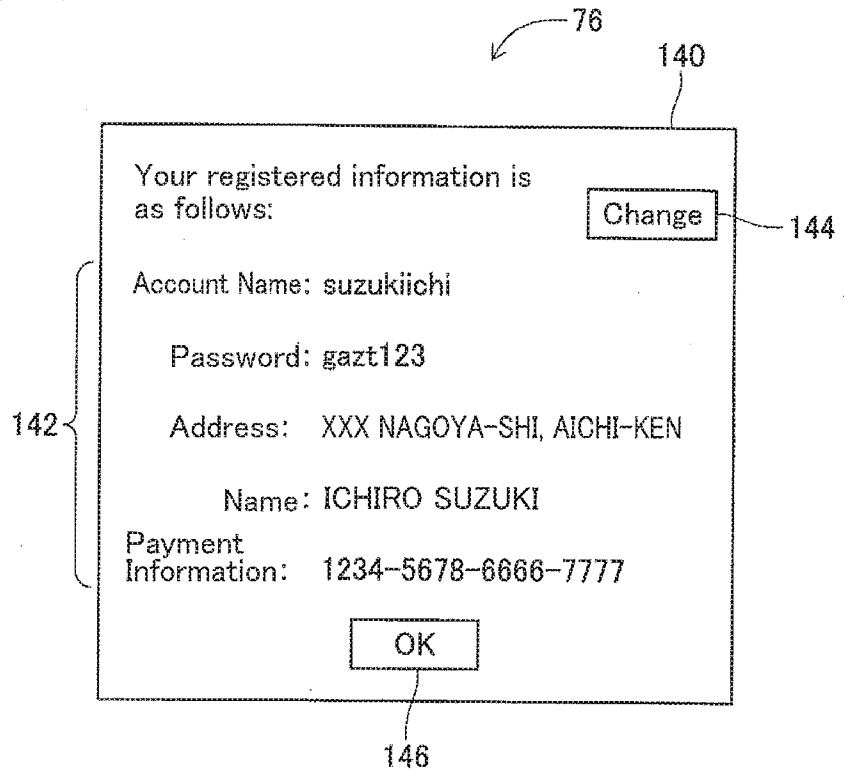 76
140
Your registered information is
as follows:
Change
144
Account Name: suzukiichi
Password: gazt123
142
Address: XXX NAGOYA-SHI, AICHI-KEN
Name: ICHIRO SUZUKI
Payment
Information: 1234-5678-6666-7777
OK
146